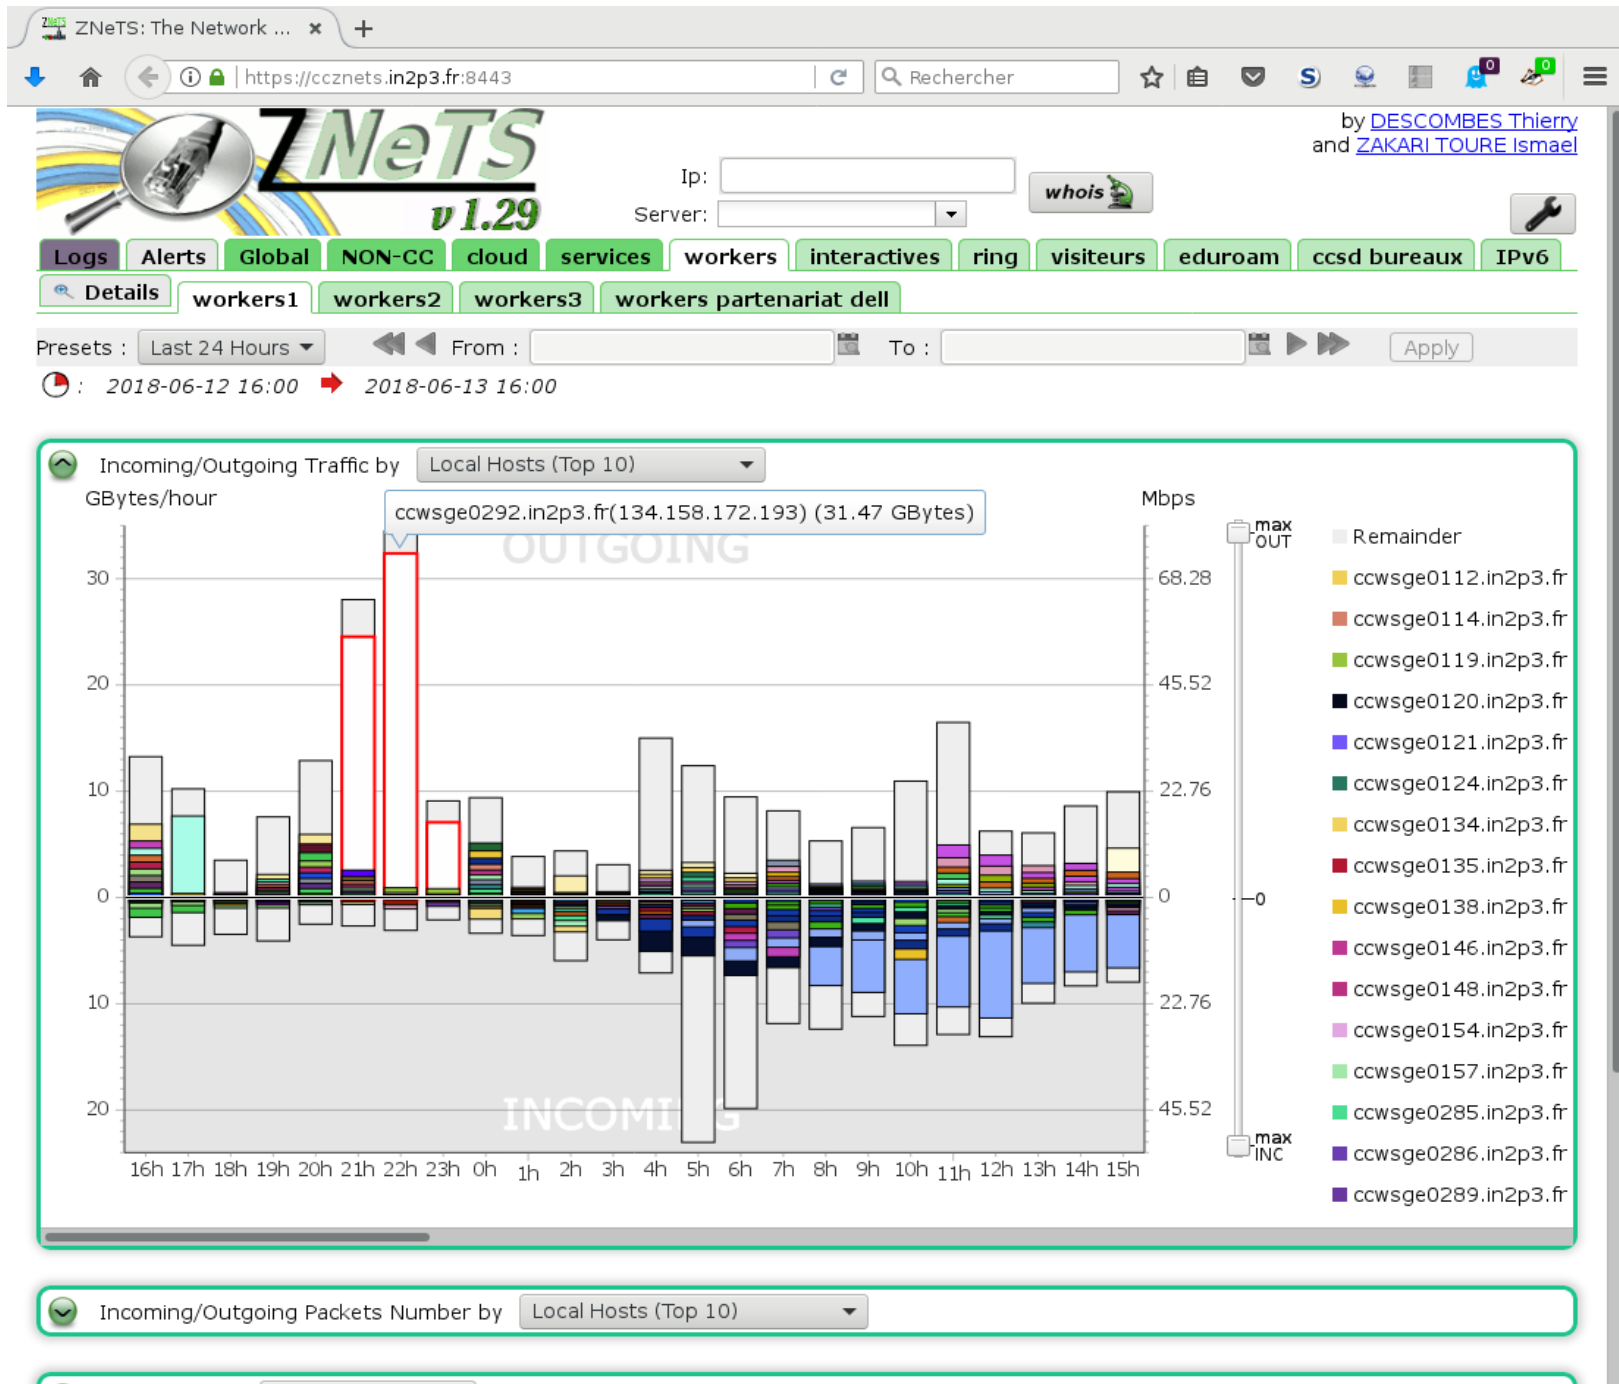 ZNeTS: The Network ...
https://ccznets.in2p3.fr:8443
Rechercher
0
0
ZNeTS
v 1.29
by DESCOMBES Thierry
and ZAKARI TOURE Ismael
Ip:
whois
Server:
Logs Alerts Global NON-CC cloud services workers interactives ring visiteurs eduroam ccsd bureaux IPv6
Details workers1 workers2 workers3 workers partenariat dell
Presets : Last 24 Hours From : To : Apply
: 2018-06-12 16:00 2018-06-13 16:00
Incoming/Outgoing Traffic by Local Hosts (Top 10)
GBytes/hour
Mbps
ccwsge0292.in2p3.fr(134.158.172.193) (31.47 GBytes)
OUTGOING
30
20
10
0
10
20
68.28
45.52
22.76
0
22.76
45.52
INCOMING
16h 17h 18h 19h 20h 21h 22h 23h 0h 1h 2h 3h 4h 5h 6h 7h 8h 9h 10h 11h 12h 13h 14h 15h
max
OUT
0
max
INC
Remainder
ccwsge0112.in2p3.fr
ccwsge0114.in2p3.fr
ccwsge0119.in2p3.fr
ccwsge0120.in2p3.fr
ccwsge0121.in2p3.fr
ccwsge0124.in2p3.fr
ccwsge0134.in2p3.fr
ccwsge0135.in2p3.fr
ccwsge0138.in2p3.fr
ccwsge0146.in2p3.fr
ccwsge0148.in2p3.fr
ccwsge0154.in2p3.fr
ccwsge0157.in2p3.fr
ccwsge0285.in2p3.fr
ccwsge0286.in2p3.fr
ccwsge0289.in2p3.fr
Incoming/Outgoing Packets Number by Local Hosts (Top 10)